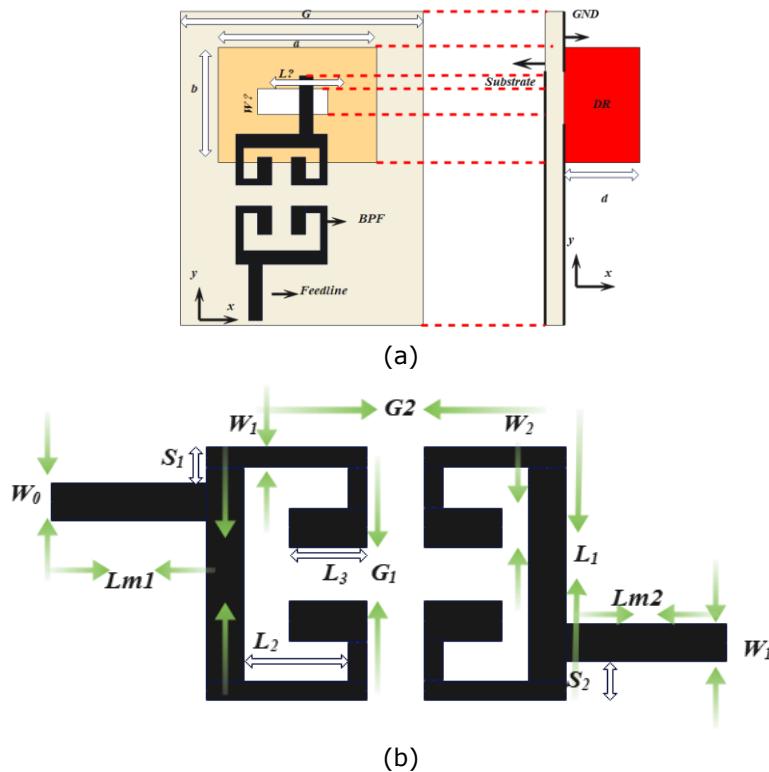 G
GND
a
L?
Substrate
b
W?
DR
d
BPF
y
x
Feedline
y
x
(a)
W1
G2
W2
S1
W0
L3
G1
L1
Lm1
Lm2
L2
W1
S2
(b)